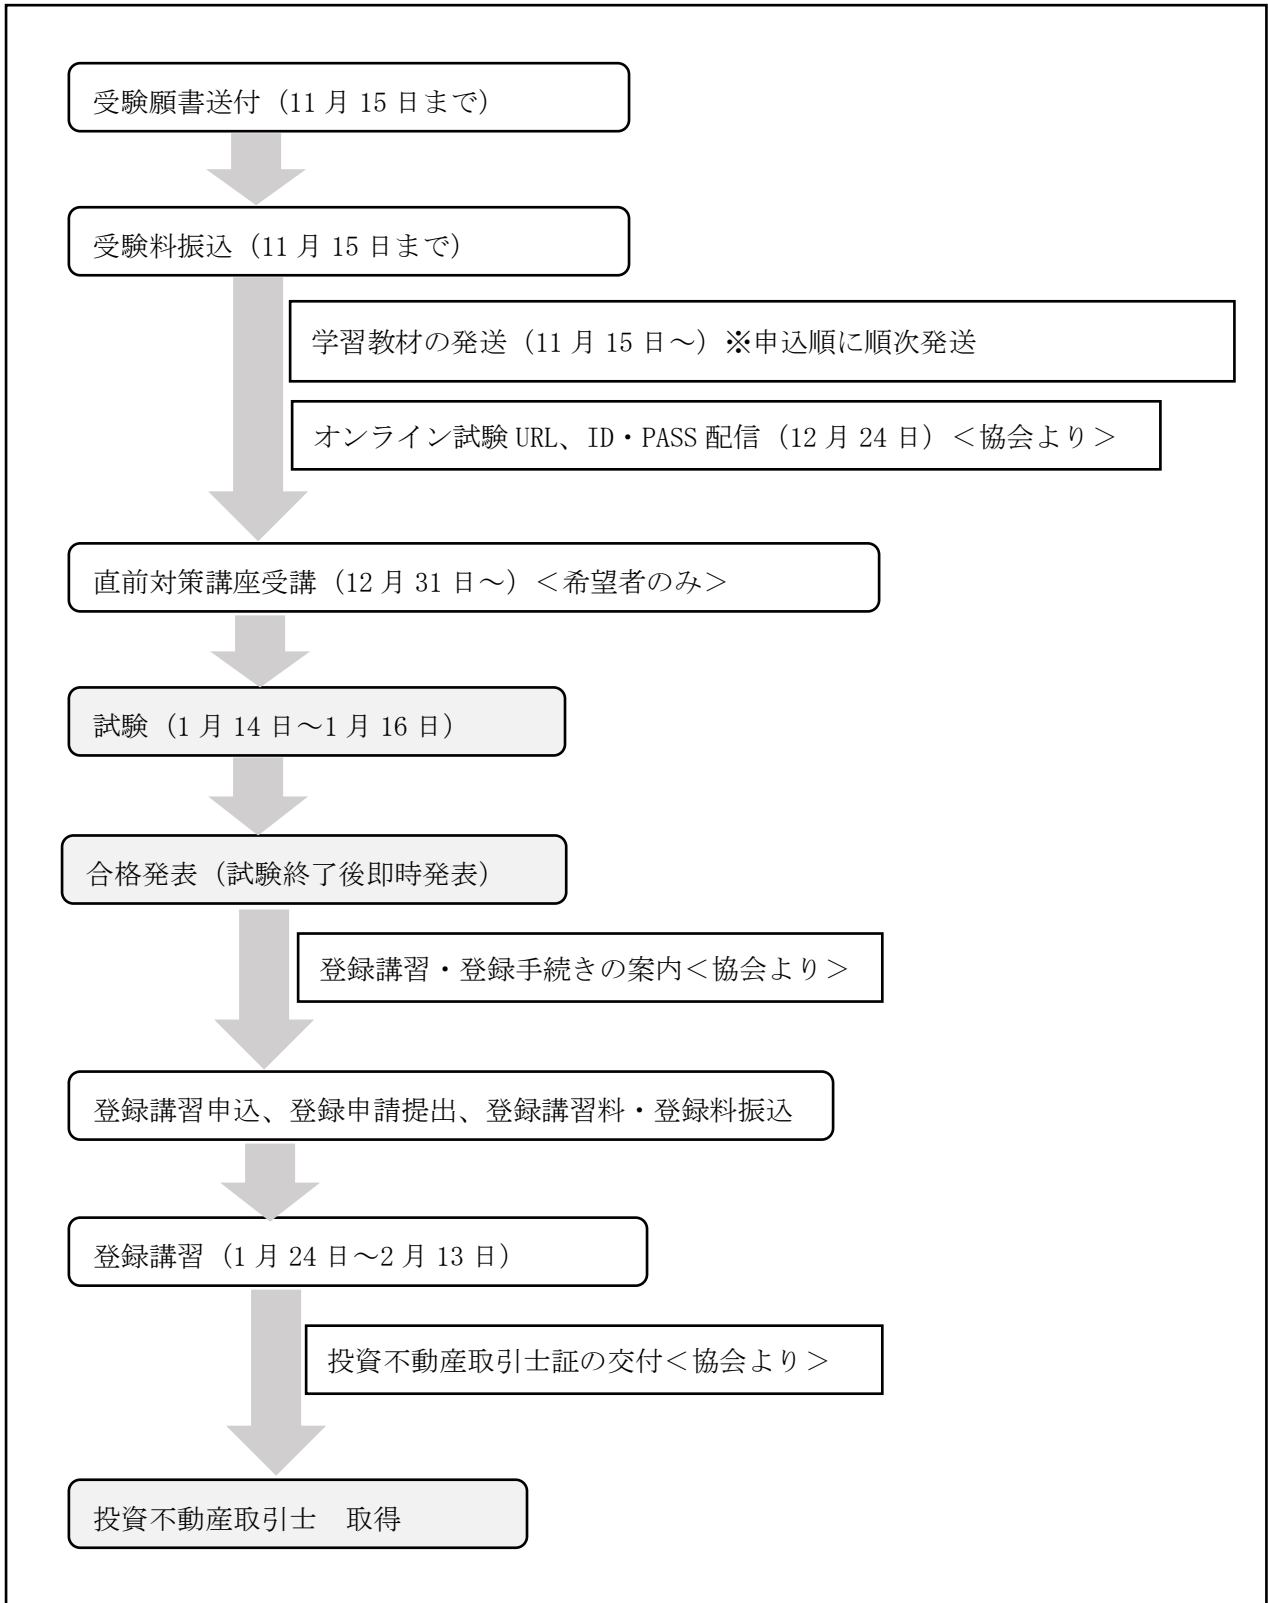 受験願書送付（11月15日まで）
受験料振込（11月15日まで）
学習教材の発送（11月15日～）※申込順に順次発送
オンライン試験URL、ID・PASS配信（12月24日）＜協会より＞
直前対策講座受講（12月31日～）＜希望者のみ＞
試験（1月14日～1月16日）
合格発表（試験終了後即時発表）
登録講習・登録手続きの案内＜協会より＞
登録講習申込、登録申請提出、登録講習料・登録料振込
登録講習（1月24日～2月13日）
投資不動産取引士証の交付＜協会より＞
投資不動産取引士　取得